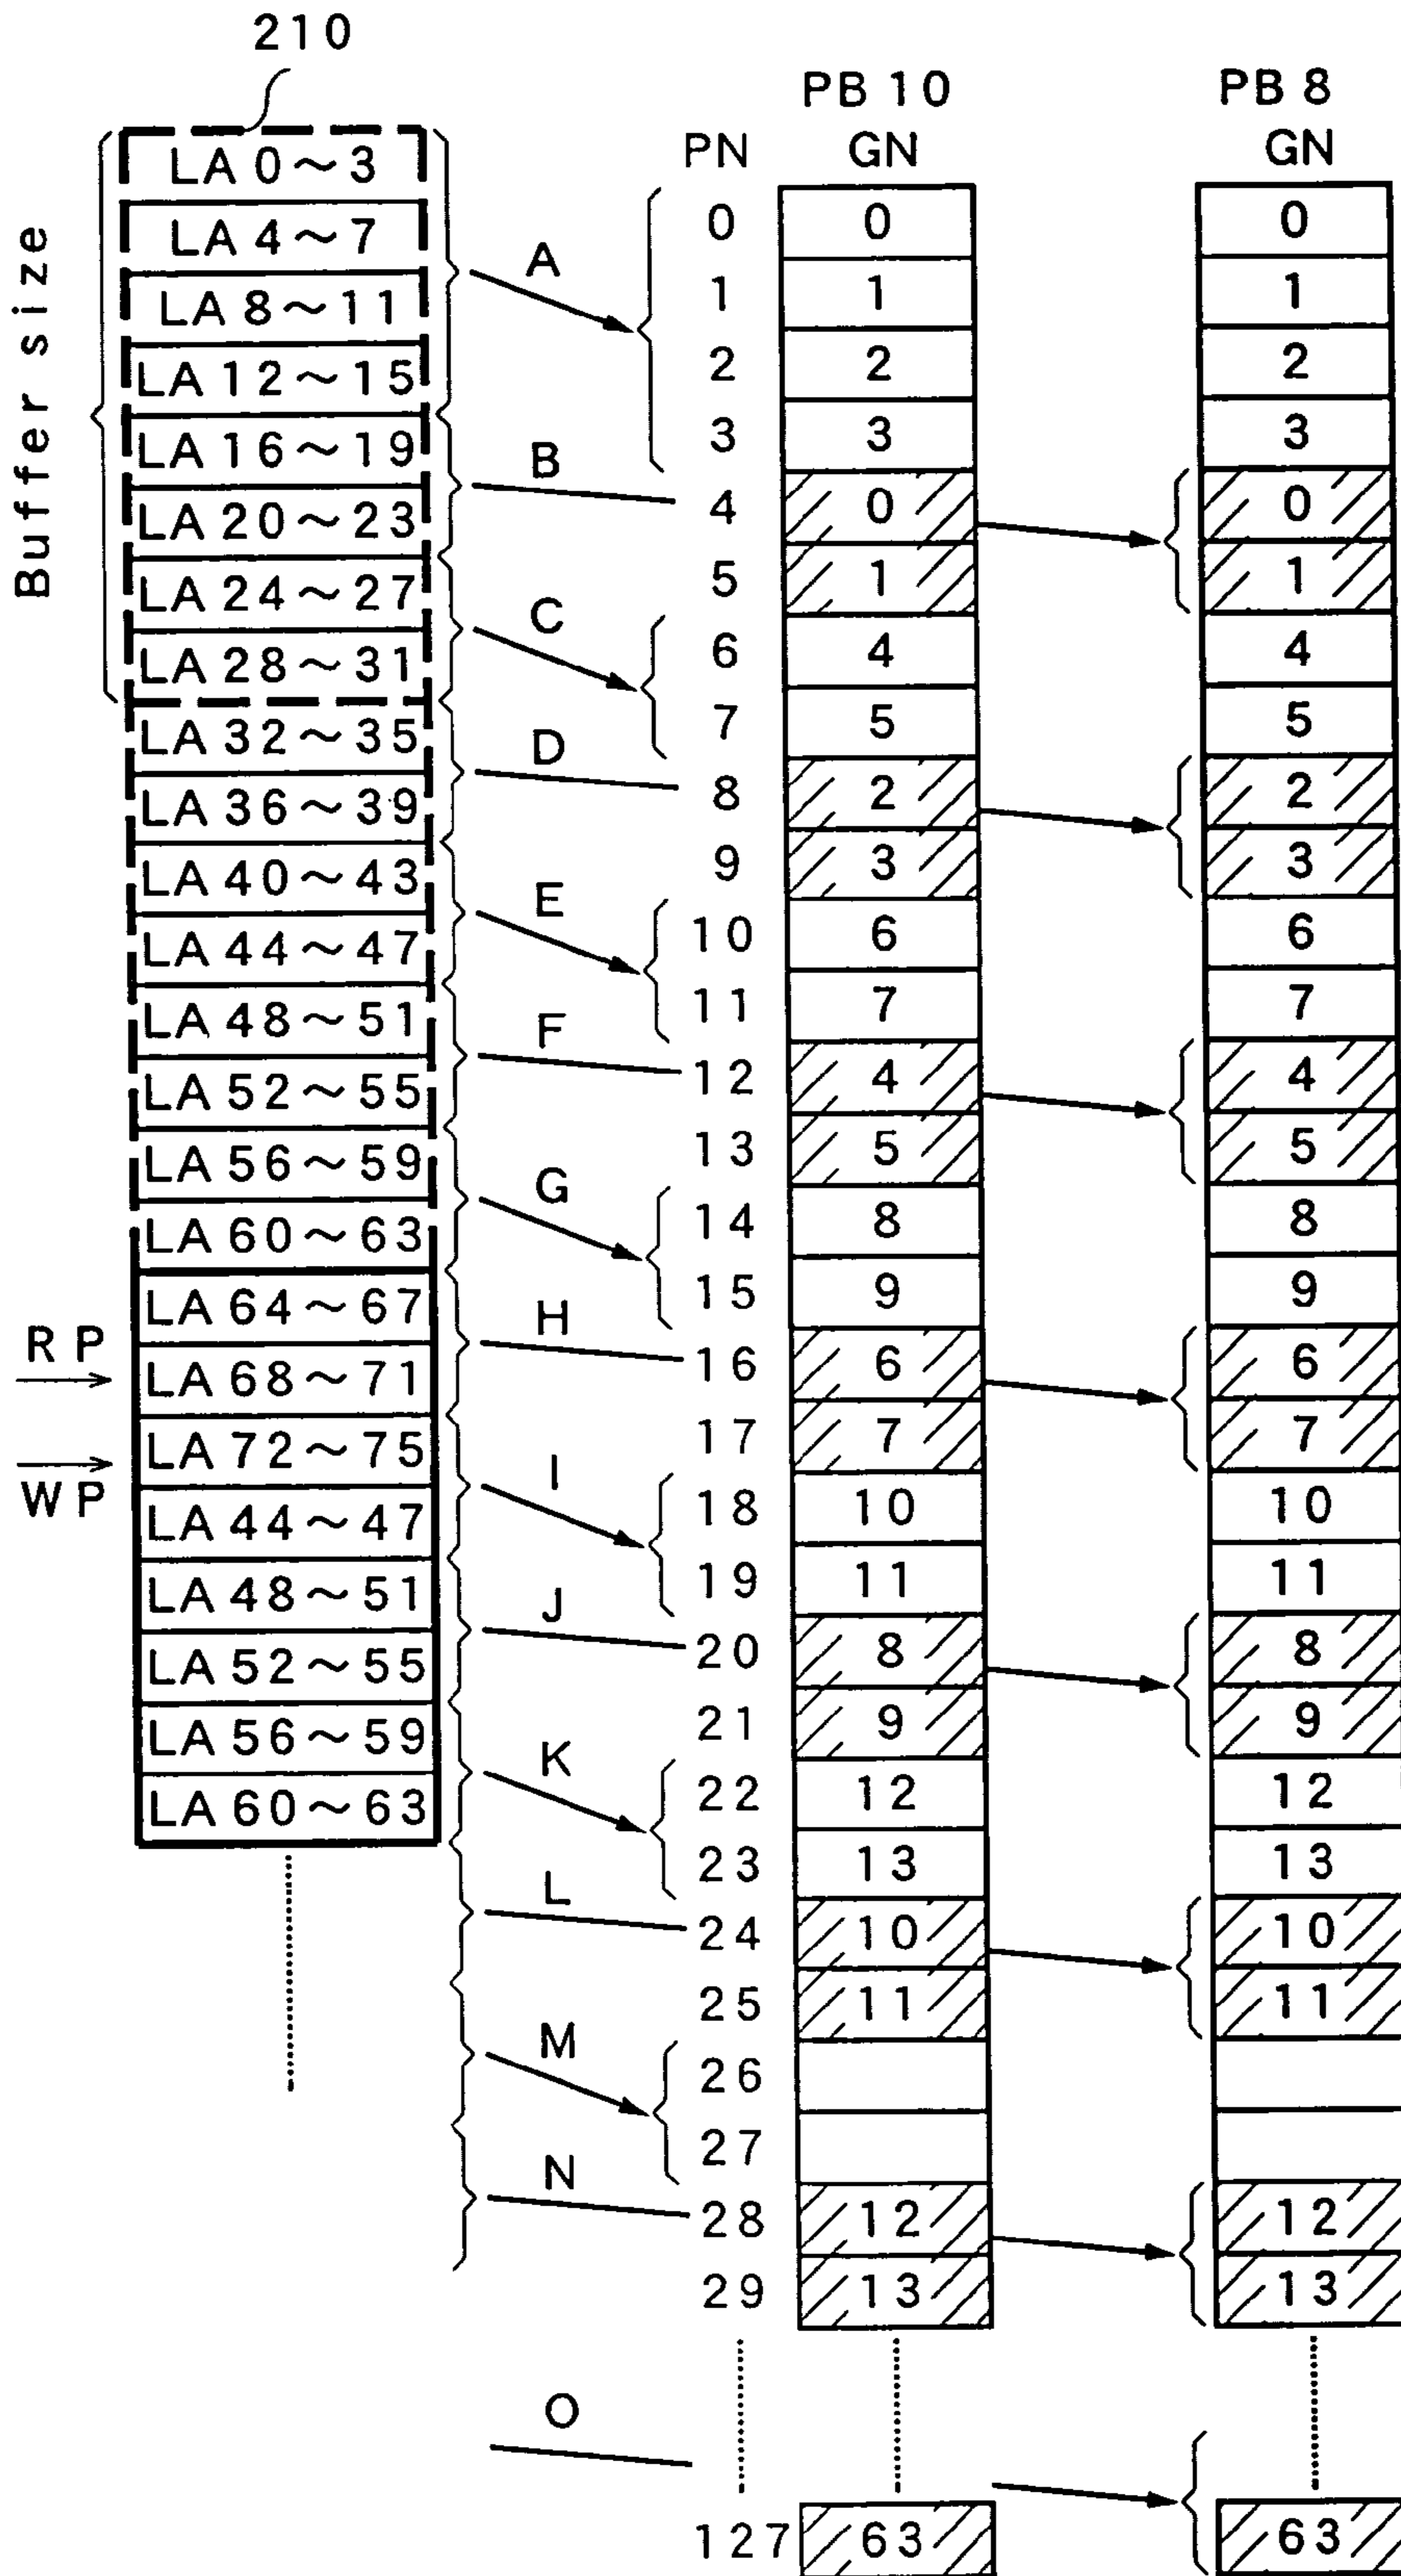 210
PB 10
PB 8
PN
GN
GN
Buffer size
LA 0~3
LA 4~7
LA 8~11
LA 12~15
LA 16~19
LA 20~23
LA 24~27
LA 28~31
LA 32~35
LA 36~39
LA 40~43
LA 44~47
LA 48~51
LA 52~55
LA 56~59
LA 60~63
LA 64~67
LA 68~71
LA 72~75
LA 44~47
LA 48~51
LA 52~55
LA 56~59
LA 60~63
RP
WP
A
B
C
D
E
F
G
H
I
J
K
L
M
N
O
0 0 0
1 1 1
2 2 2
3 3 3
4 0 0
5 1 1
6 4 4
7 5 5
8 2 2
9 3 3
10 6 6
11 7 7
12 4 4
13 5 5
14 8 8
15 9 9
16 6 6
17 7 7
18 10 10
19 11 11
20 8 8
21 9 9
22 12 12
23 13 13
24 10 10
25 11 11
26
27
28 12 12
29 13 13
127 63 63